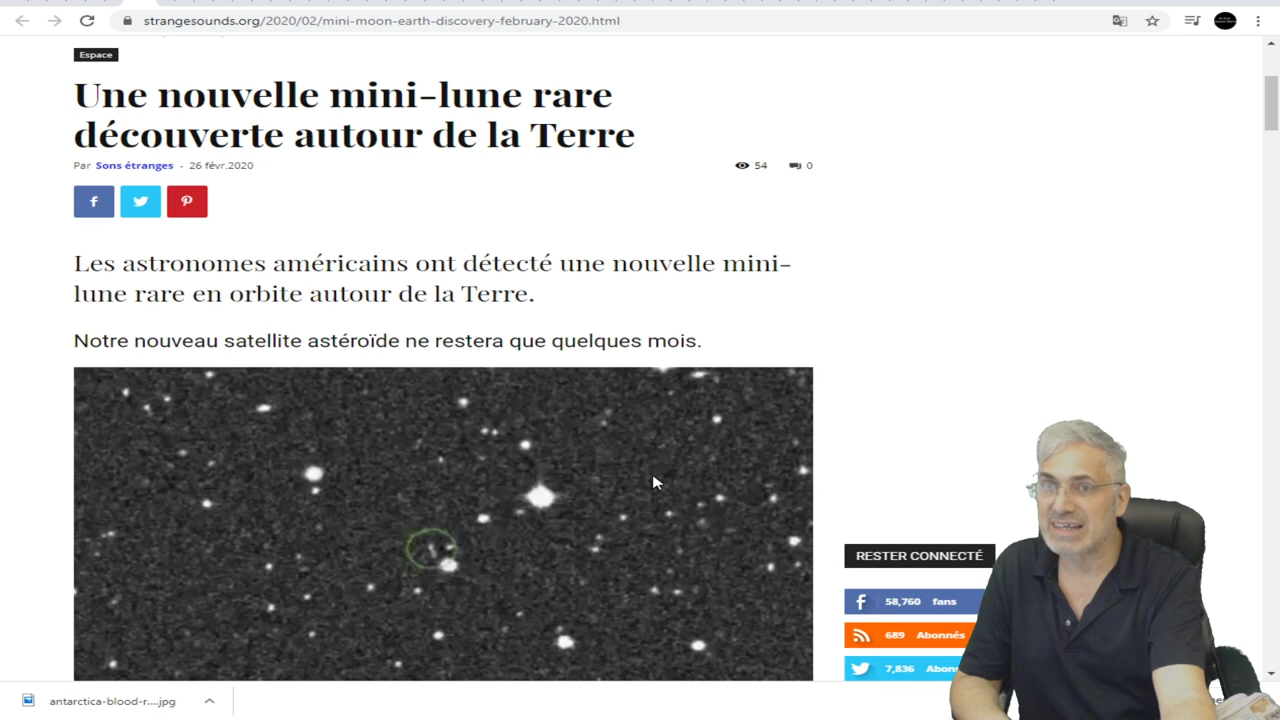 strangesounds.org/2020/02/mini-moon-earth-discovery-february-2020.html
Espace
Une nouvelle mini-lune rare
découverte autour de la Terre
Par Sons étranges - 26 févr.2020
54 0
Les astronomes américains ont détecté une nouvelle mini-
lune rare en orbite autour de la Terre.
Notre nouveau satellite astéroïde ne restera que quelques mois.
RESTER CONNECTÉ
58,760 fans
689 Abonnés
7,836
antarctica-blood-r....jpg